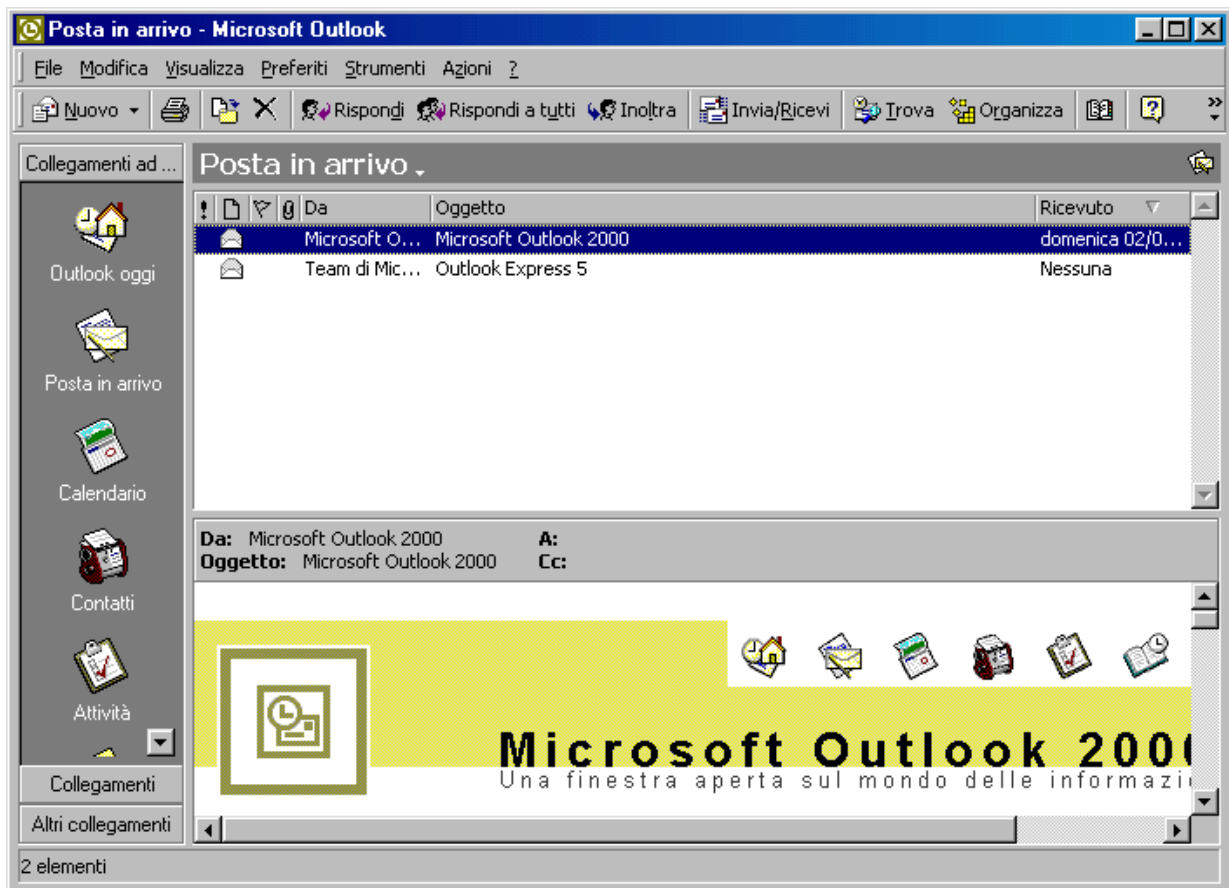 Posta in arrivo - Microsoft Outlook
File Modifica Visualizza Preferiti Strumenti Azioni ?
Nuovo Rispondi Rispondi a tutti Inoltra Invia/Ricevi Trova Organizza
Collegamenti ad ...
Posta in arrivo
Outlook oggi
Posta in arrivo
Calendario
Contatti
Attività
Collegamenti
Altri collegamenti
Da Oggetto Ricevuto
Microsoft O... Microsoft Outlook 2000 domenica 02/0...
Team di Mic... Outlook Express 5 Nessuna
Da: Microsoft Outlook 2000 A:
Oggetto: Microsoft Outlook 2000 Cc:
Microsoft Outlook 200
Una finestra aperta sul mondo delle informazi
2 elementi